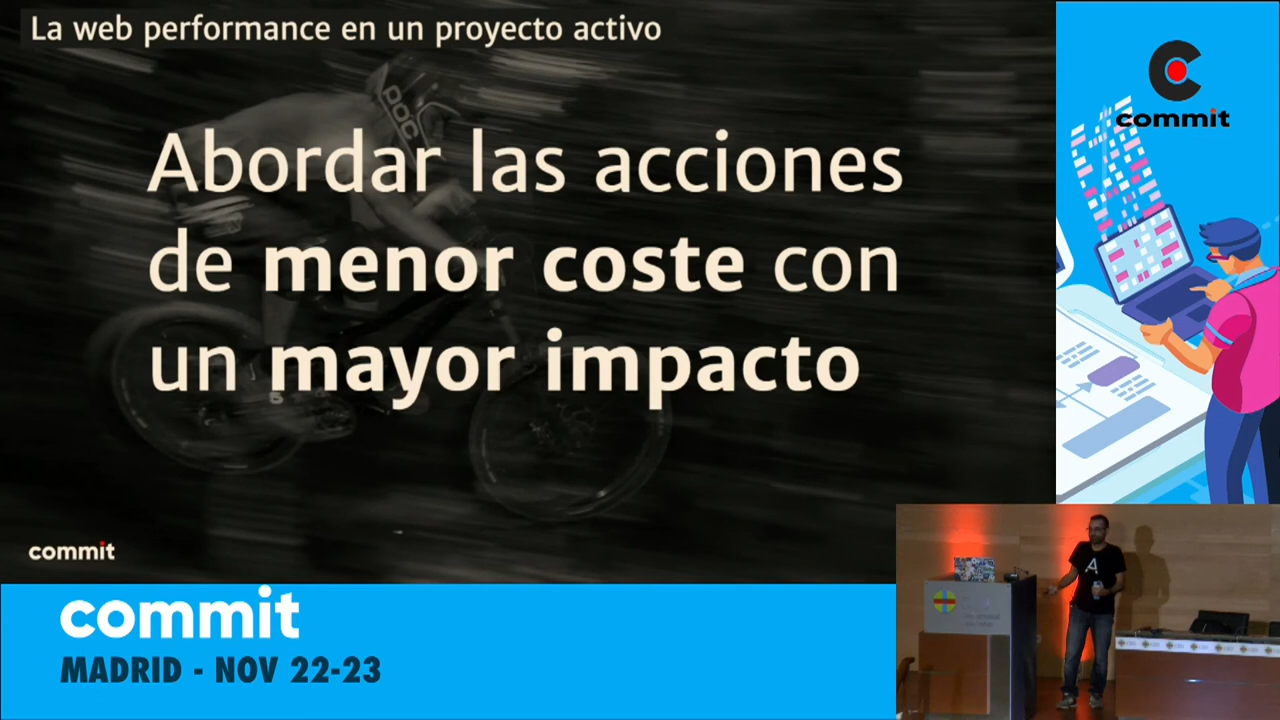 La web performance en un proyecto activo
POC
Abordar las acciones
de menor coste con
un mayor impacto
commit
commit
commit
MADRID - NOV 22-23
A